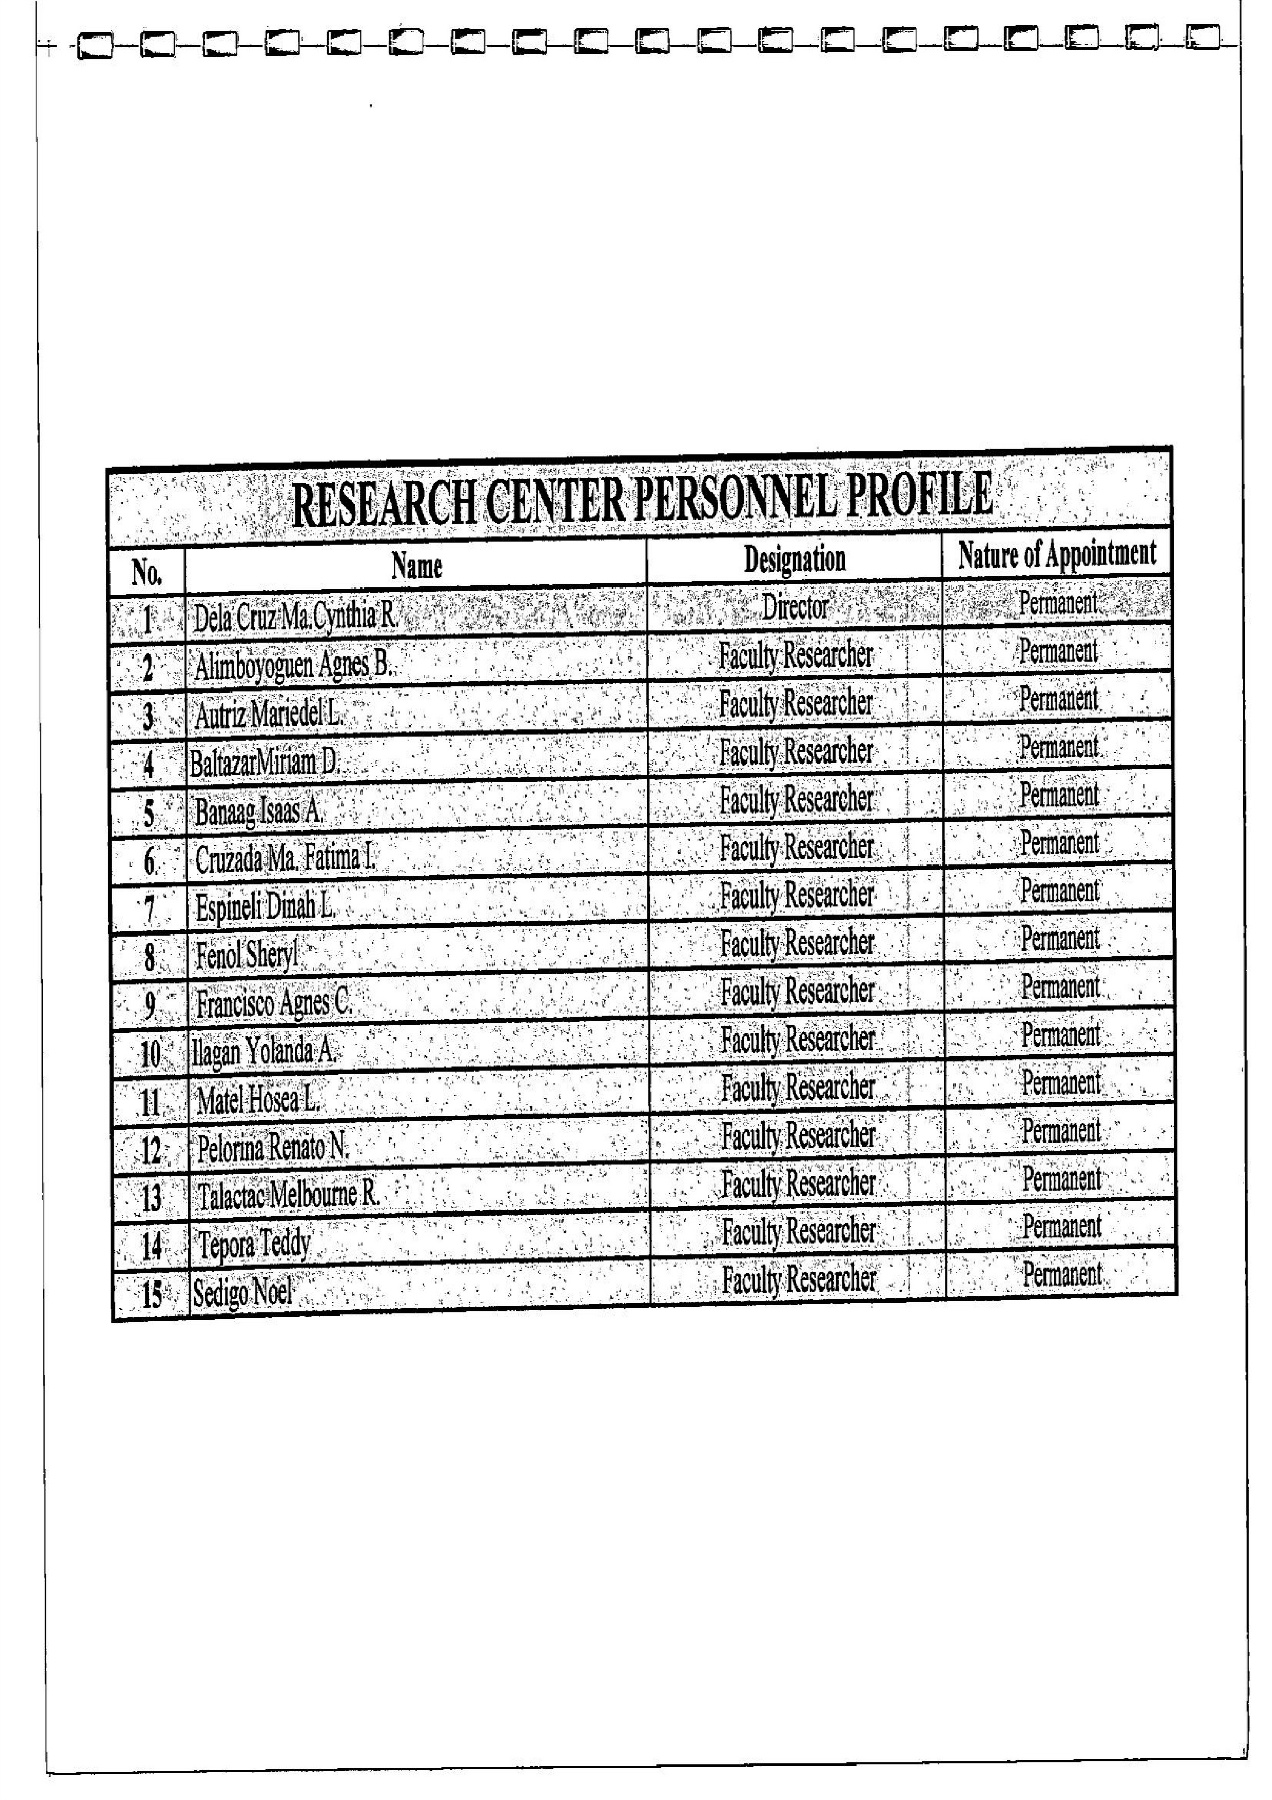 RESEARCH CENTER PERSONNEL PROFILE
No. Name Designation Nature of Appointment
1 Dela Cruz Ma.Cynthia R. Director Permanent
2 Alimboyoguen Agnes B. Faculty Researcher Permanent
3 Autriz Mariedel L. Faculty Researcher Permanent
4 BaltazarMiriam D. Faculty Researcher Permanent
5 Banaag Isaas A. Faculty Researcher Permanent
6 Cruzada Ma. Fatima I. Faculty Researcher Permanent
7 Espineli Dinah L. Faculty Researcher Permanent
8 Fenol Sheryl Faculty Researcher Permanent
9 Francisco Agnes C. Faculty Researcher Permanent
10 Ilagan Yolanda A. Faculty Researcher Permanent
11 Matel Hosea L. Faculty Researcher Permanent
12 Pelorina Renato N. Faculty Researcher Permanent
13 Talactac Melbourne R. Faculty Researcher Permanent
14 Tepora Teddy Faculty Researcher Permanent
15 Sedigo Noel Faculty Researcher Permanent